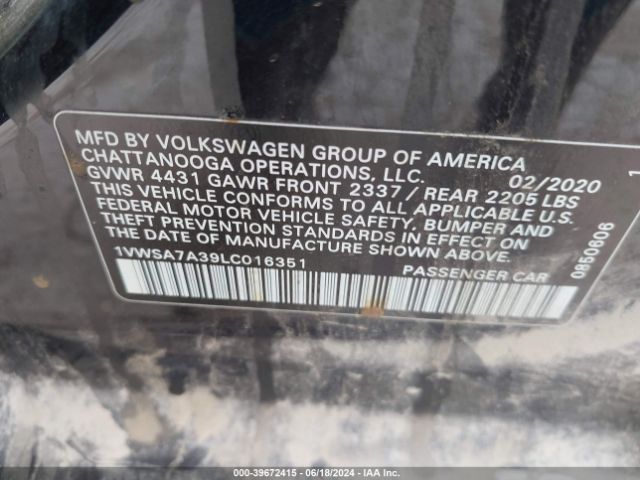 MFD BY VOLKSWAGEN GROUP OF AMERICA
CHATTANOOGA OPERATIONS, LLC. 02/2020
GVWR 4431 GAWR FRONT 2337 / REAR 2205 LBS
THIS VEHICLE CONFORMS TO ALL APPLICABLE U.S.
FEDERAL MOTOR VEHICLE SAFETY, BUMPER AND
THEFT PREVENTION STANDARDS IN EFFECT ON
THE DATE OF MANUFACTURE SHOWN ABOVE.
1VWSA7A39LC016351 PASSENGER CAR
0850606
1
000-39672415 - 06/18/2024 - IAA Inc.